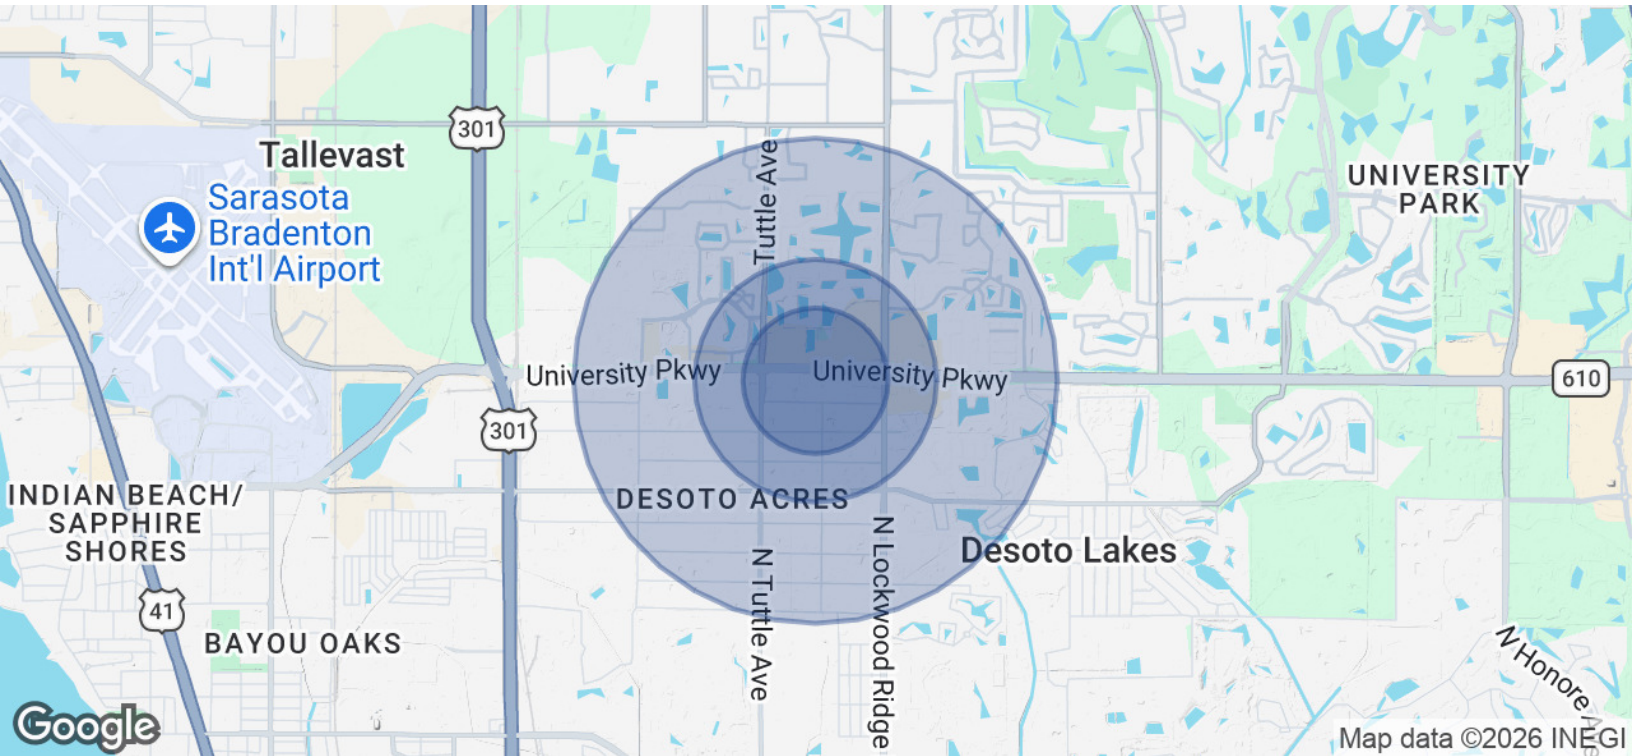 301
Tallevast
Tuttle Ave
Sarasota
Bradenton
Int'l Airport
UNIVERSITY
PARK
University Pkwy
University Pkwy
610
301
INDIAN BEACH/
SAPPHIRE
SHORES
DESOTO ACRES
N Lockwood Ridge
Desoto Lakes
N Tuttle Ave
41
BAYOU OAKS
N Honore A
Google
Map data ©2026 INEGI